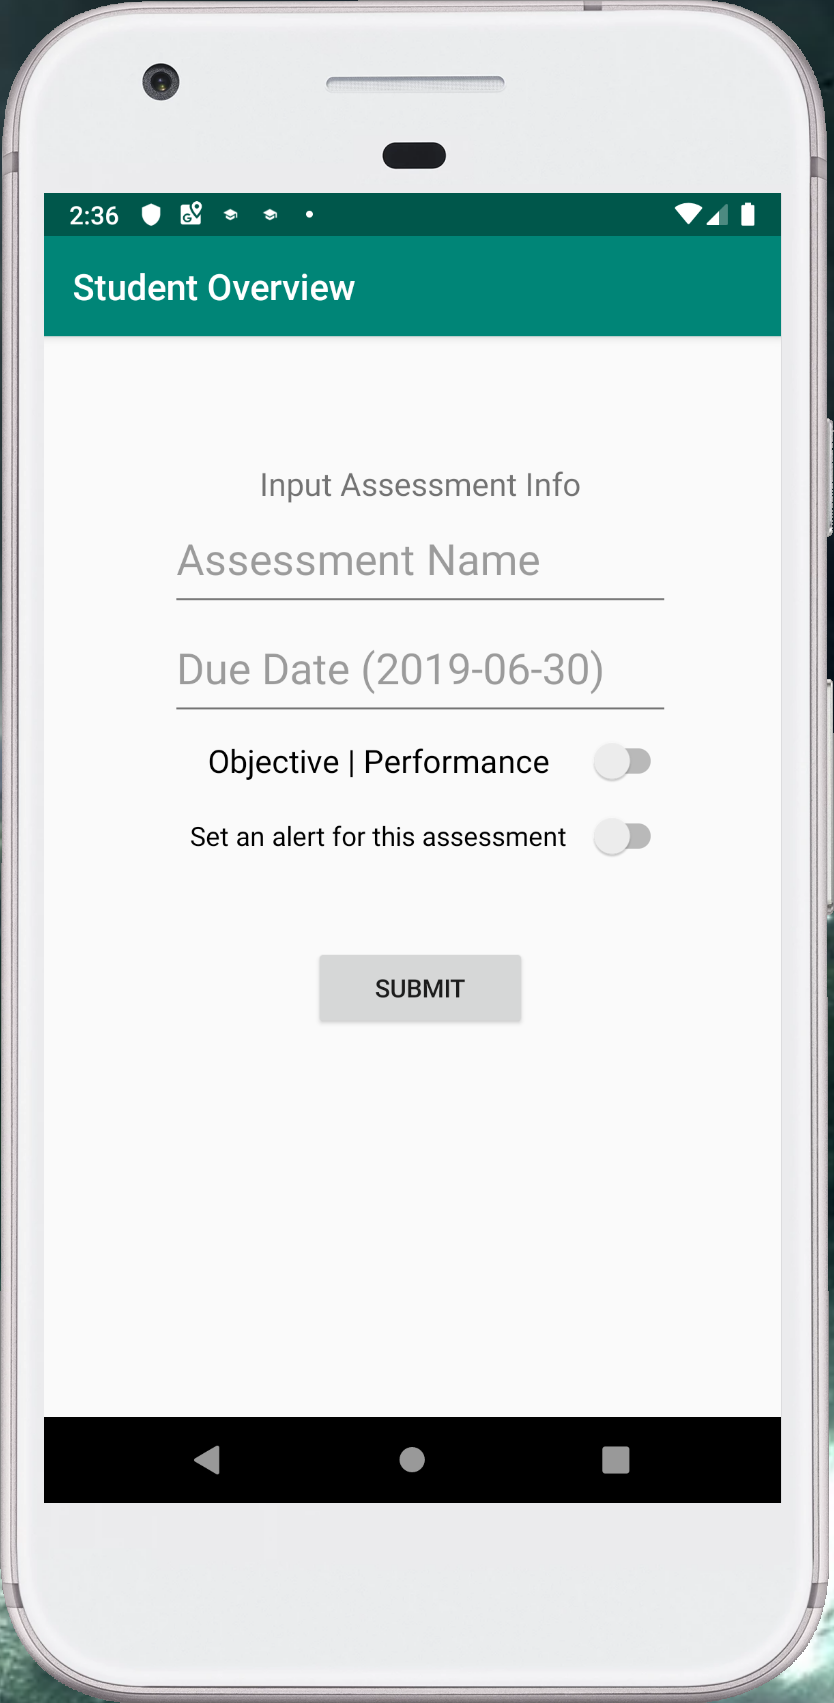 2:36
Student Overview
Input Assessment Info
Assessment Name
Due Date (2019-06-30)
Objective | Performance
Set an alert for this assessment
SUBMIT